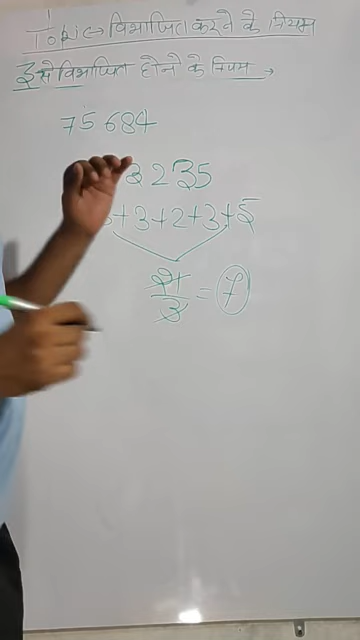 Topic → विभाजित करने के नियम
3 से विभाजित होने के नियम →
75684
3235
+3+2+3+5
21/3 = 7